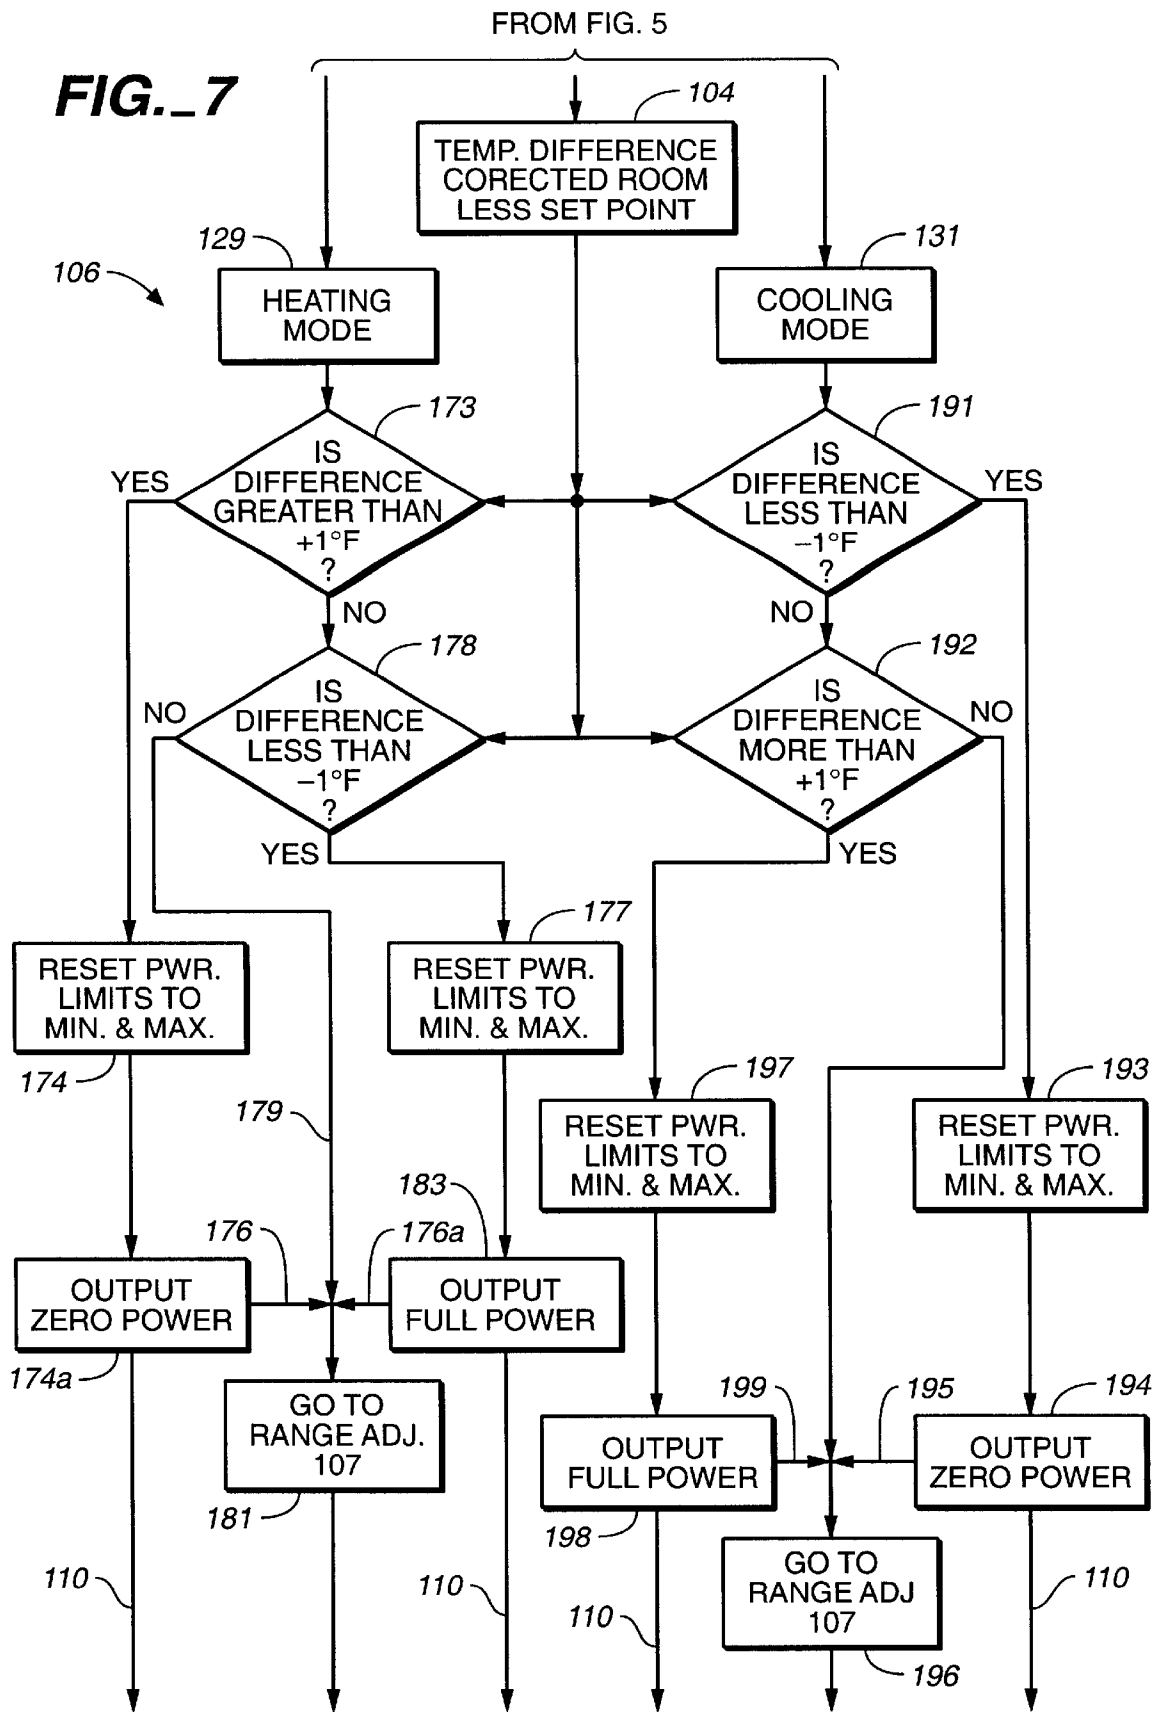 FROM FIG. 5
FIG._7
104
TEMP. DIFFERENCE
CORECTED ROOM
LESS SET POINT
129
131
106
HEATING
MODE
COOLING
MODE
173
191
IS
DIFFERENCE
GREATER THAN
+1°F
?
YES
NO
IS
DIFFERENCE
LESS THAN
–1°F
?
YES
NO
178
192
IS
DIFFERENCE
LESS THAN
–1°F
?
NO
YES
IS
DIFFERENCE
MORE THAN
+1°F
?
NO
YES
177
RESET PWR.
LIMITS TO
MIN. & MAX.
174
RESET PWR.
LIMITS TO
MIN. & MAX.
197
193
179
RESET PWR.
LIMITS TO
MIN. & MAX.
RESET PWR.
LIMITS TO
MIN. & MAX.
183
176
176a
OUTPUT
ZERO POWER
174a
OUTPUT
FULL POWER
GO TO
RANGE ADJ.
107
181
199
195
194
OUTPUT
FULL POWER
198
OUTPUT
ZERO POWER
GO TO
RANGE ADJ
107
196
110
110
110
110